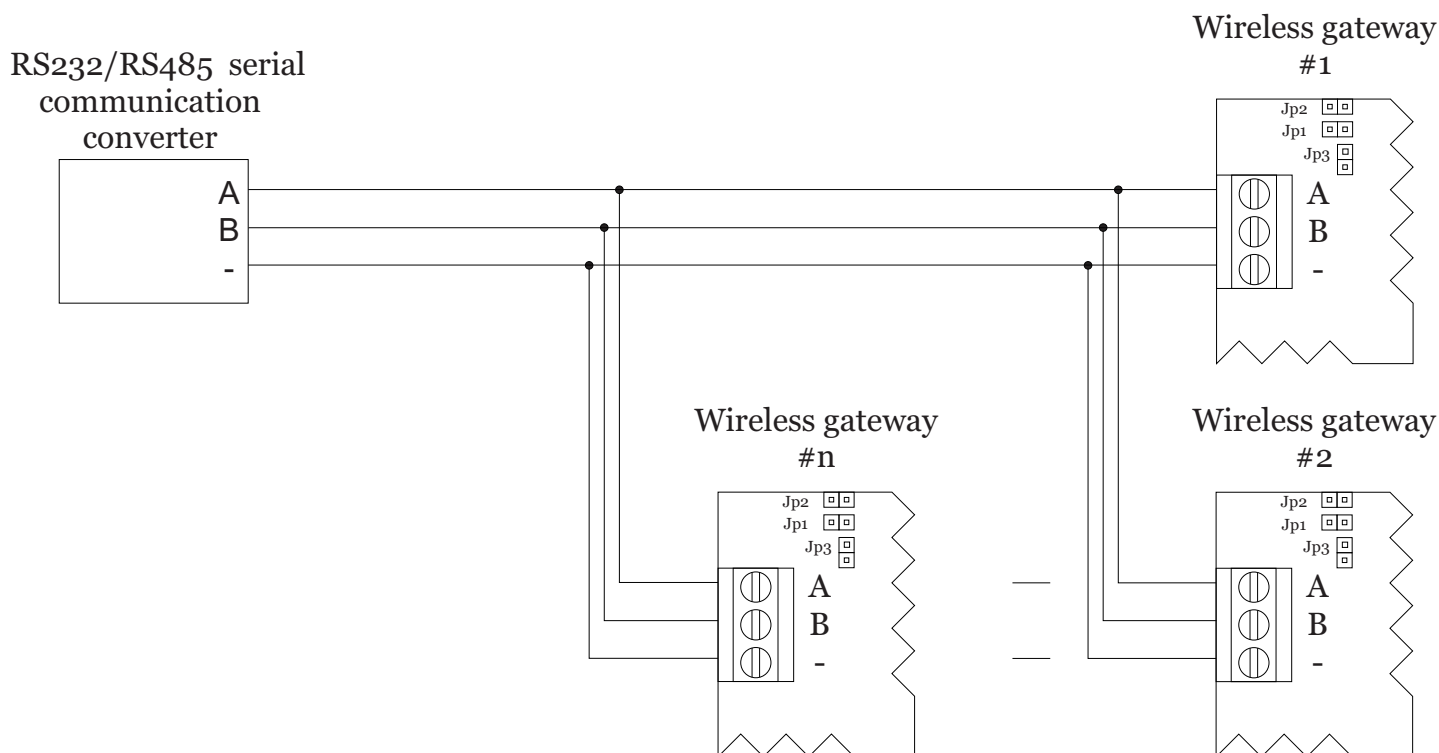 Wireless gateway
#1
RS232/RS485 serial
communication
converter
Jp2
Jp1
Jp3
A
B
-
A
B
-
Wireless gateway
#n
Jp2
Jp1
Jp3
A
B
-
Wireless gateway
#2
Jp2
Jp1
Jp3
A
B
-